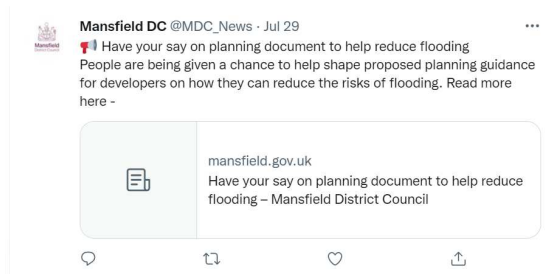 Mansfield DC @MDC_News · Jul 29
📢 Have your say on planning document to help reduce flooding
People are being given a chance to help shape proposed planning guidance
for developers on how they can reduce the risks of flooding. Read more
here -
mansfield.gov.uk
Have your say on planning document to help reduce
flooding – Mansfield District Council